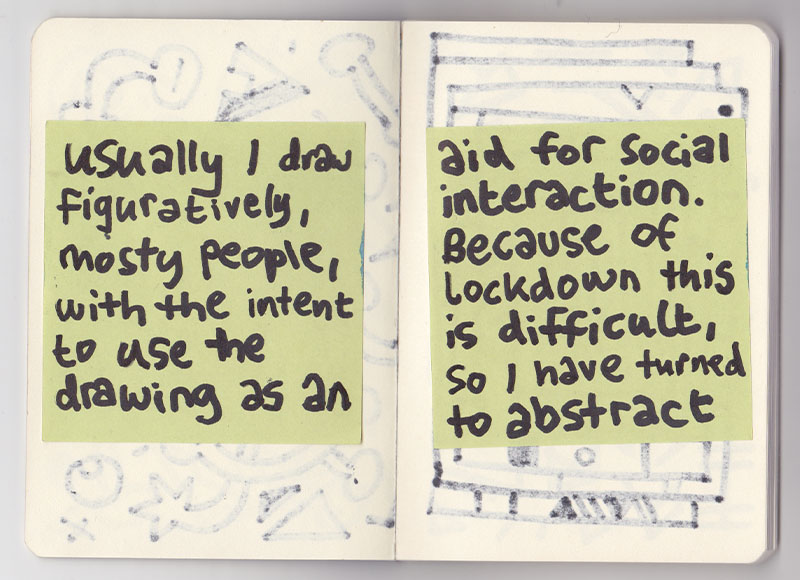 usually I draw
figuratively,
mosty people,
with the intent
to use the
drawing as an
aid for social
interaction.
Because of
lockdown this
is difficult,
so I have turned
to abstract